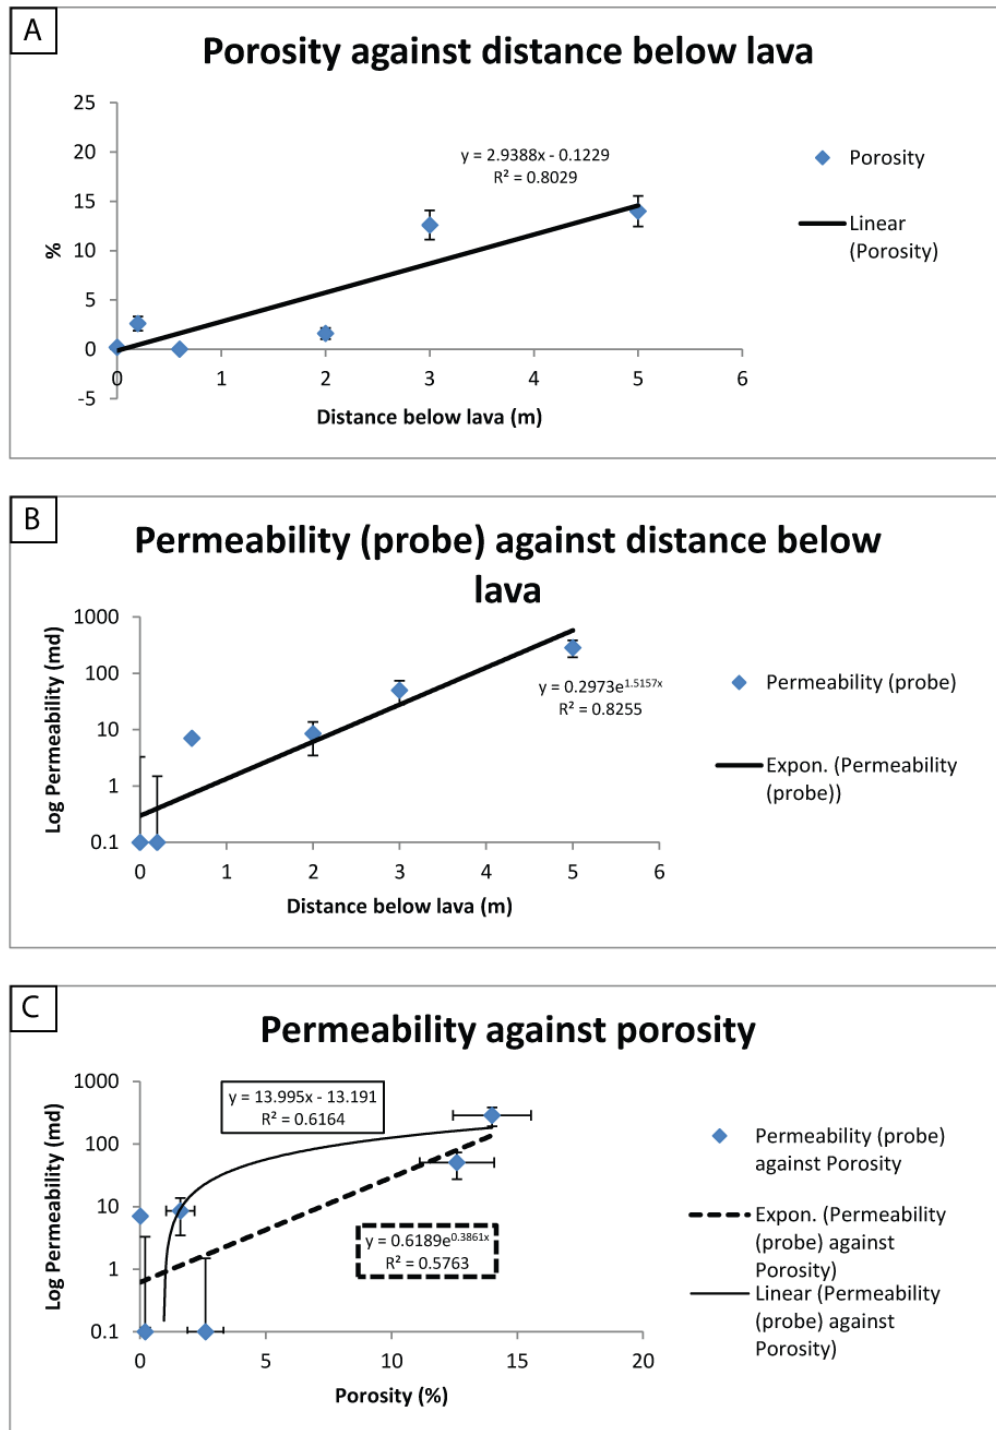 A
Porosity against distance below lava
25
20
15
10
5
0
-5
%
0 1 2 3 4 5 6
Distance below lava (m)
y = 2.9388x - 0.1229
R² = 0.8029
Porosity
Linear
(Porosity)
B
Permeability (probe) against distance below
lava
1000
100
10
1
0.1
Log Permeability (md)
0 1 2 3 4 5 6
Distance below lava (m)
y = 0.2973e^1.5157x
R² = 0.8255
Permeability (probe)
Expon. (Permeability
(probe))
C
Permeability against porosity
1000
100
10
1
0.1
Log Permeability (md)
0 5 10 15 20
Porosity (%)
y = 13.995x - 13.191
R² = 0.6164
y = 0.6189e^0.3861x
R² = 0.5763
Permeability (probe)
against Porosity
Expon. (Permeability
(probe) against
Porosity)
Linear (Permeability
(probe) against
Porosity)